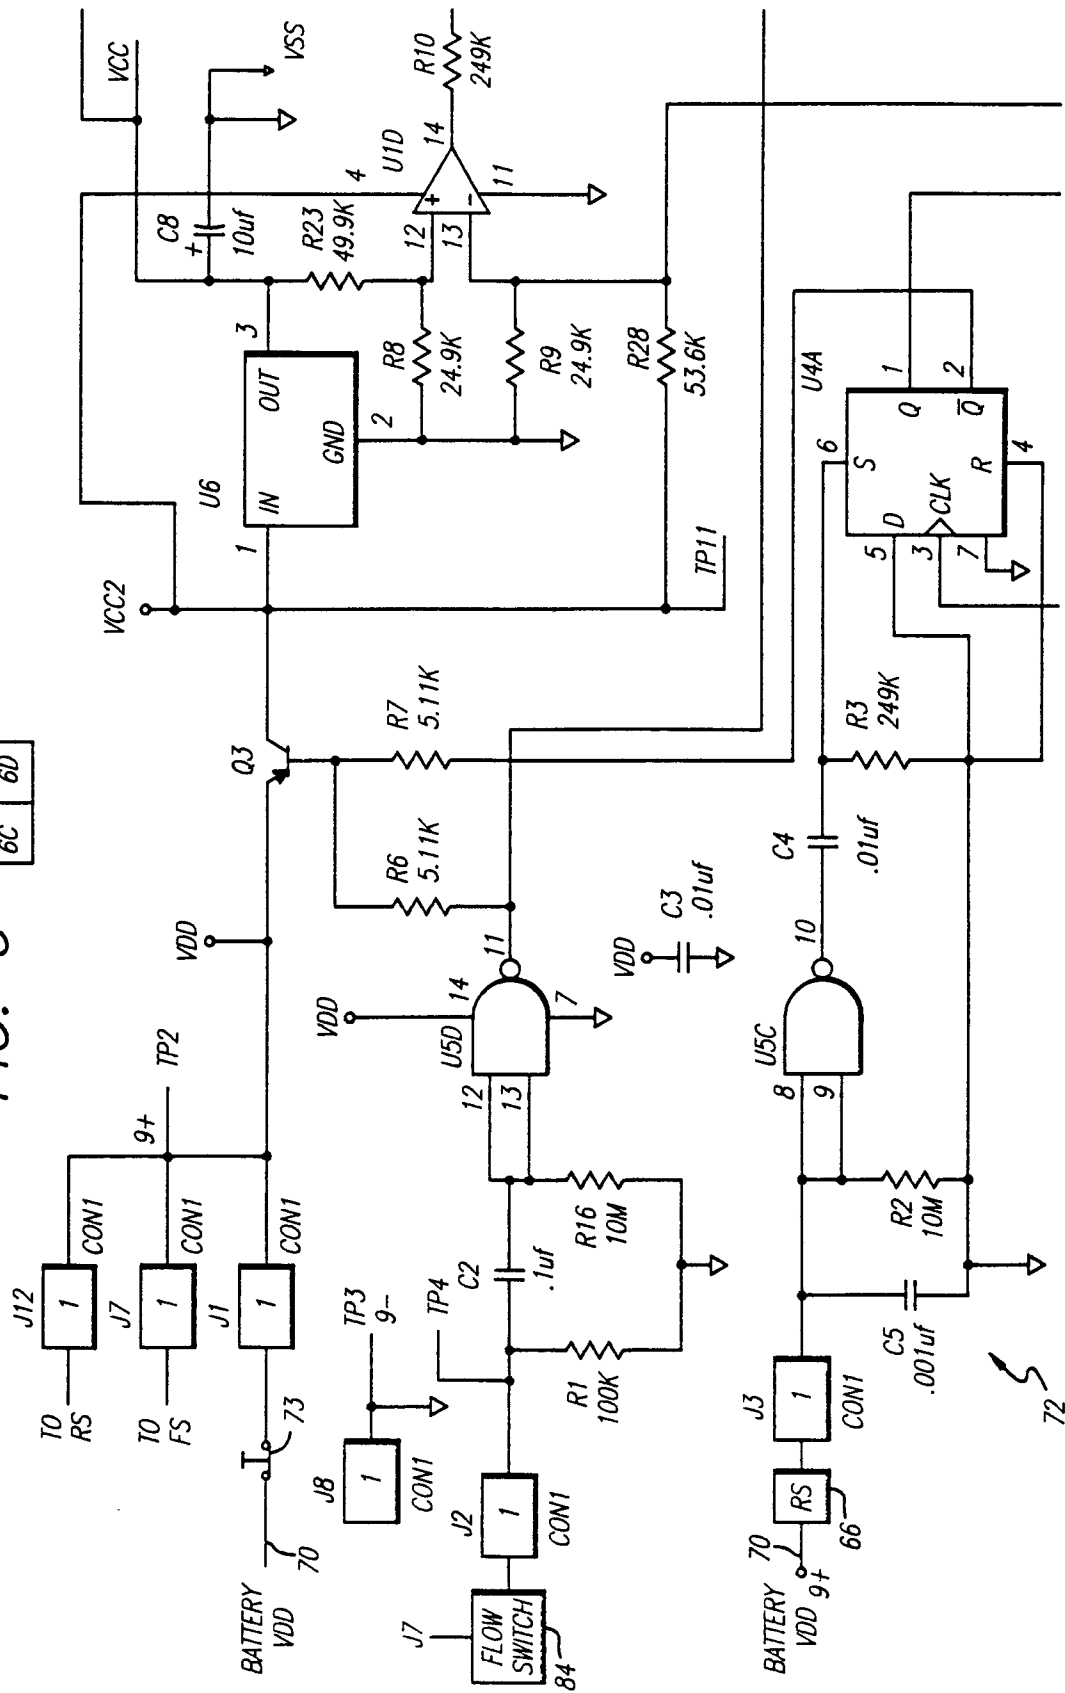 FIG. 6
6C 6D
TO
RS
J12
1
CON1
TO
FS
J7
1
CON1
9+
TP2
BATTERY
VDD
70
73
J1
1
CON1
VDD
Q3
VCC2
1
U6
IN
OUT
GND
3
2
C8
+
10uf
VCC
VSS
R23
49.9K
R8
24.9K
R9
24.9K
R28
53.6K
TP11
4
12
13
+
-
U1D
14
11
R10
249K
R7
5.11K
R6
5.11K
J8
1
CON1
TP3
9-
J7
FLOW
SWITCH
84
J2
1
CON1
TP4
C2
.1uf
R1
100K
R16
10M
12
13
U5D
VDD
14
7
11
VDD
C3
.01uf
BATTERY
VDD
9+
70
RS
66
J3
1
CON1
C5
.001uf
R2
10M
8
9
U5C
10
C4
.01uf
R3
249K
U4A
6
S
5
D
3
CLK
7
R
4
Q
1
Q̅
2
72